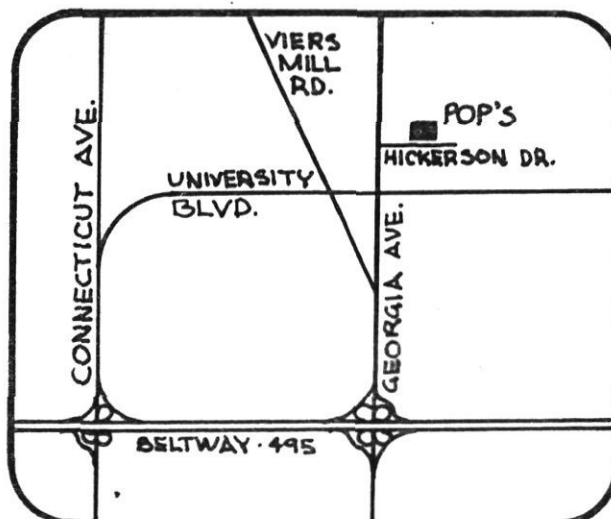 VIERS
MILL
RD.
POP's
HICKERSON DR.
UNIVERSITY
BLVD.
CONNECTICUT AVE.
GEORGIA AVE.
BELTWAY · 495